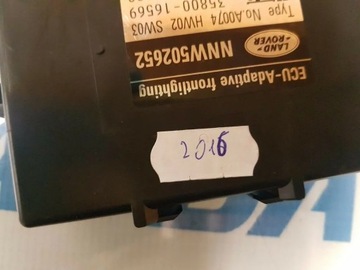 ECU-Adaptive frontlighting
LAND-
ROVER
NNW502652
35800-16569
Type No.A0074 HW02 SW03
2016